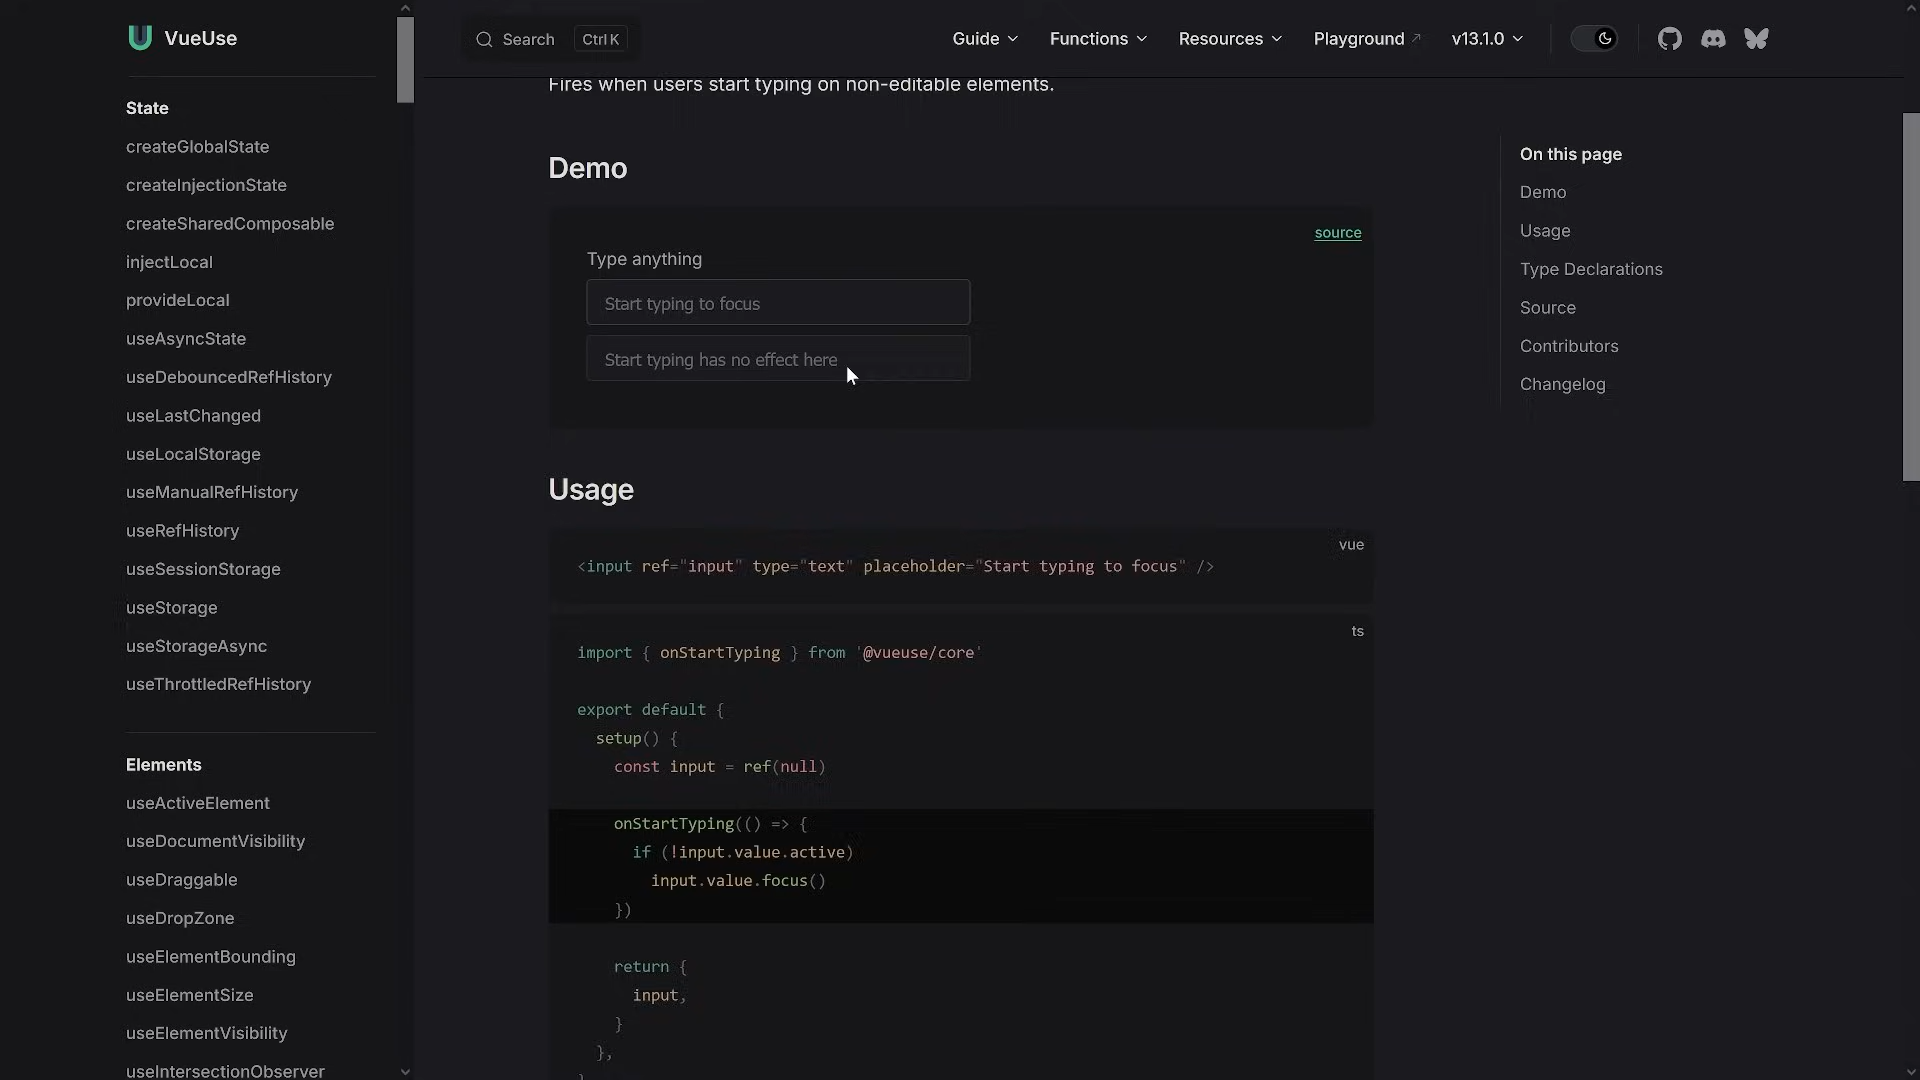 VueUse
Search
Ctrl K
Guide
Functions
Resources
Playground
v13.1.0
State
createGlobalState
createInjectionState
createSharedComposable
injectLocal
provideLocal
useAsyncState
useDebouncedRefHistory
useLastChanged
useLocalStorage
useManualRefHistory
useRefHistory
useSessionStorage
useStorage
useStorageAsync
useThrottledRefHistory
Elements
useActiveElement
useDocumentVisibility
useDraggable
useDropZone
useElementBounding
useElementSize
useElementVisibility
useIntersectionObserver
Fires when users start typing on non-editable elements.
Demo
source
Type anything
Start typing to focus
Start typing has no effect here
Usage
vue
<input ref="input" type="text" placeholder="Start typing to focus" />
ts
import { onStartTyping } from '@vueuse/core'
export default {
setup() {
const input = ref(null)
onStartTyping(() => {
if (!input.value.active)
input.value.focus()
})
return {
input,
}
},
On this page
Demo
Usage
Type Declarations
Source
Contributors
Changelog